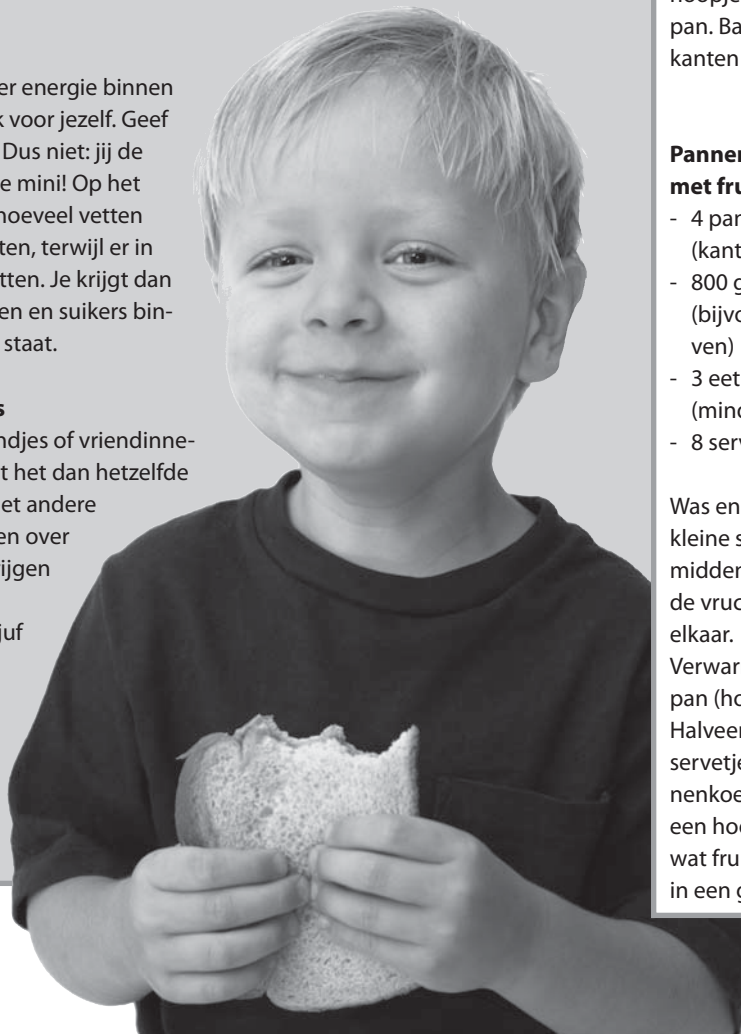 er energie binnen
voor jezelf. Geef
Dus niet: jij de
e mini! Op het
hoeveel vetten
ten, terwijl er in
tten. Je krijgt dan
en en suikers bin-
staat.
s
ndjes of vriendinne-
t het dan hetzelfde
et andere
en over
ijgen
juf
pan. Ba
kanten
Panner
met fru
- 4 par
(kant
- 800 g
(bijvo
ven)
- 3 eet
(mind
- 8 serv
Was en
kleine s
midder
de vruc
elkaar.
Verwar
pan (ho
Halveer
servetje
nenkoe
een hoe
wat fru
in een g